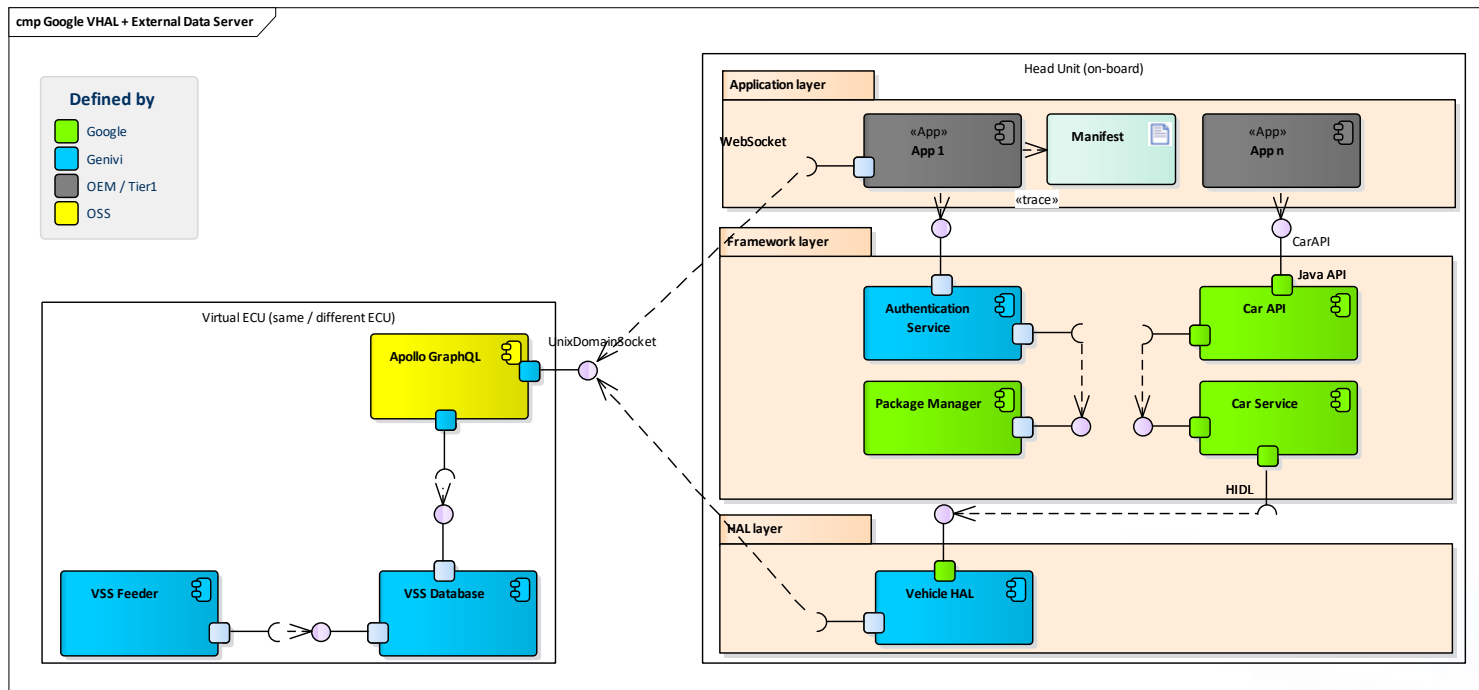 cmp Google VHAL + External Data Server
Defined by
Google
Genivi
OEM / Tier1
OSS
Head Unit (on-board)
Application layer
WebSocket
«App»
App 1
Manifest
«App»
App n
«trace»
Framework layer
CarAPI
Java API
Authentication
Service
Car API
Package Manager
Car Service
HIDL
HAL layer
Vehicle HAL
Virtual ECU (same / different ECU)
UnixDomainSocket
Apollo GraphQL
VSS Feeder
VSS Database